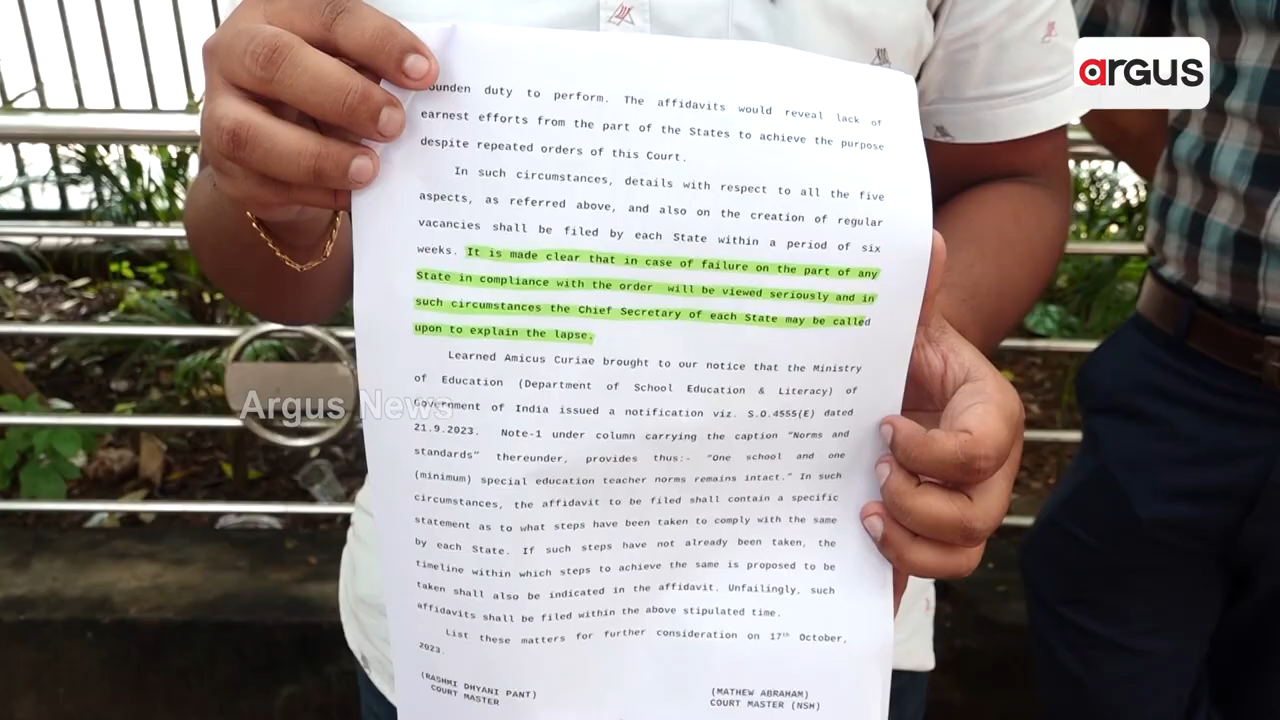 argus
ounden duty to perform. The affidavits would reveal lack of
earnest efforts from the part of the States to achieve the purpose
despite repeated orders of this Court.
In such circumstances, details with respect to all the five
aspects, as referred above, and also on the creation of regular
vacancies shall be filed by each State within a period of six
weeks. It is made clear that in case of failure on the part of any
State in compliance with the order will be viewed seriously and in
such circumstances the Chief Secretary of each State may be called
upon to explain the lapse.
Learned Amicus Curiae brought to our notice that the Ministry
of Education (Department of School Education & Literacy) of
Government of India issued a notification viz. S.O.4555(E) dated
21.9.2023. Note-1 under column carrying the caption "Norms and
standards" thereunder, provides thus:- "One school and one
(minimum) special education teacher norms remains intact." In such
circumstances, the affidavit to be filed shall contain a specific
statement as to what steps have been taken to comply with the same
by each State. If such steps have not already been taken, the
timeline within which steps to achieve the same is proposed to be
taken shall also be indicated in the affidavit. Unfailingly, such
affidavits shall be filed within the above stipulated time.
List these matters for further consideration on 17th October,
2023.
(RASHMI DHYANI PANT) (MATHEW ABRAHAM)
COURT MASTER COURT MASTER (NSH)
Argus News